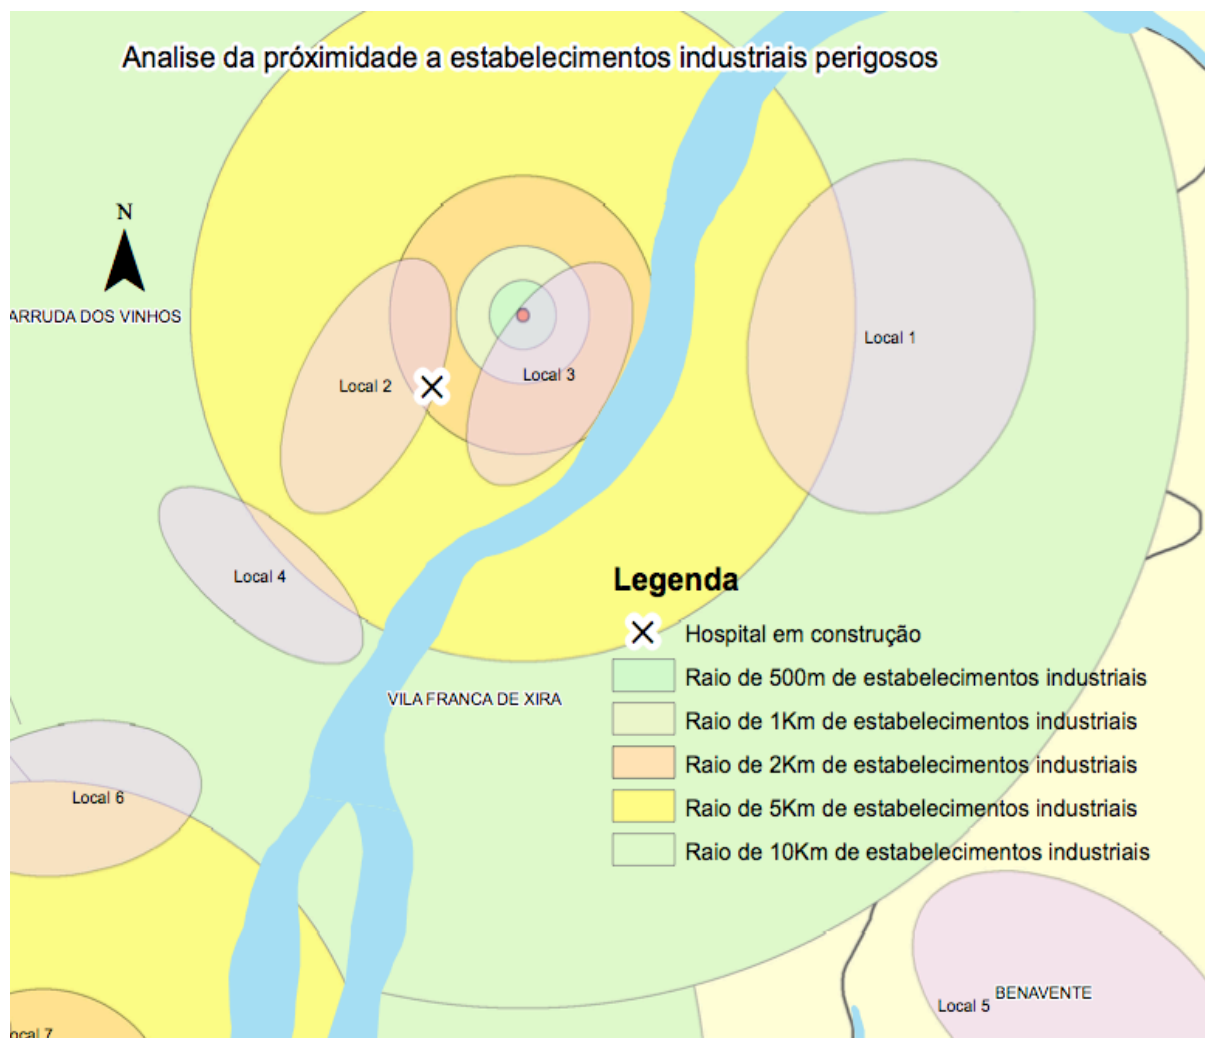 Analise da próximidade a estabelecimentos industriais perigosos
N
ARRUDA DOS VINHOS
Local 1
Local 2
Local 3
Local 4
Legenda
Hospital em construção
Raio de 500m de estabelecimentos industriais
VILA FRANCA DE XIRA
Raio de 1Km de estabelecimentos industriais
Raio de 2Km de estabelecimentos industriais
Local 6
Raio de 5Km de estabelecimentos industriais
Raio de 10Km de estabelecimentos industriais
BENAVENTE
Local 5
ocal 7